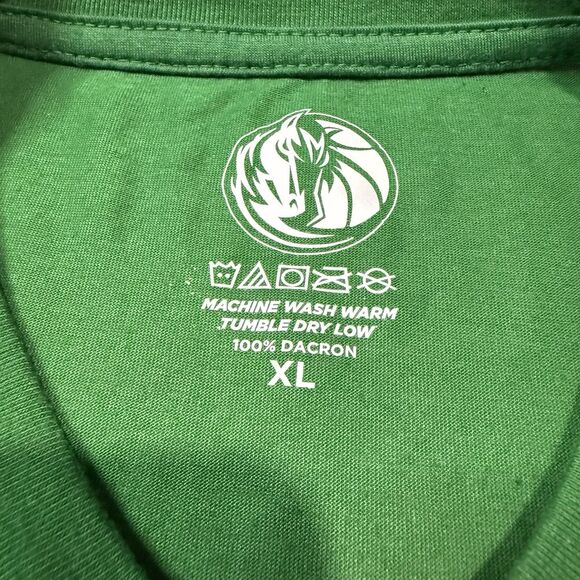 MACHINE WASH WARM
TUMBLE DRY LOW
100% DACRON
XL